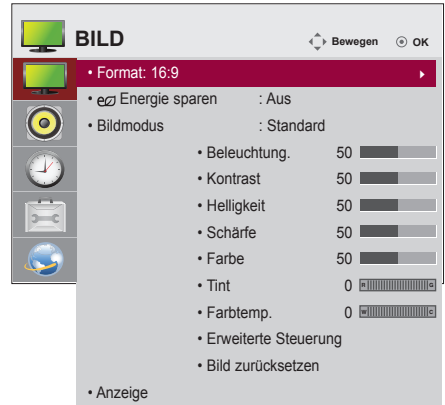 BILD
Bewegen OK
• Format: 16:9
• Energie sparen : Aus
• Bildmodus : Standard
• Beleuchtung. 50
• Kontrast 50
• Helligkeit 50
• Schärfe 50
• Farbe 50
• Tint 0 R G
• Farbtemp. 0 W C
• Erweiterte Steuerung
• Bild zurücksetzen
• Anzeige